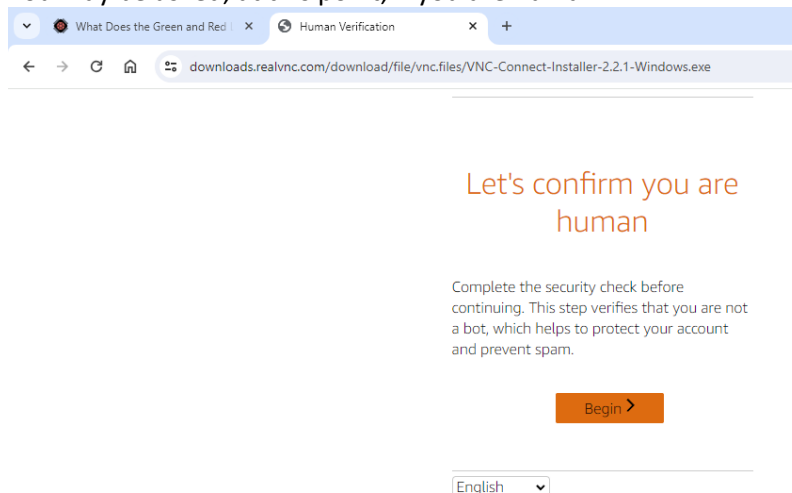 What Does the Green and Red
Human Verification
downloads.realvnc.com/download/file/vnc.files/VNC-Connect-Installer-2.2.1-Windows.exe
Let's confirm you are
human
Complete the security check before
continuing. This step verifies that you are not
a bot, which helps to protect your account
and prevent spam.
Begin
English